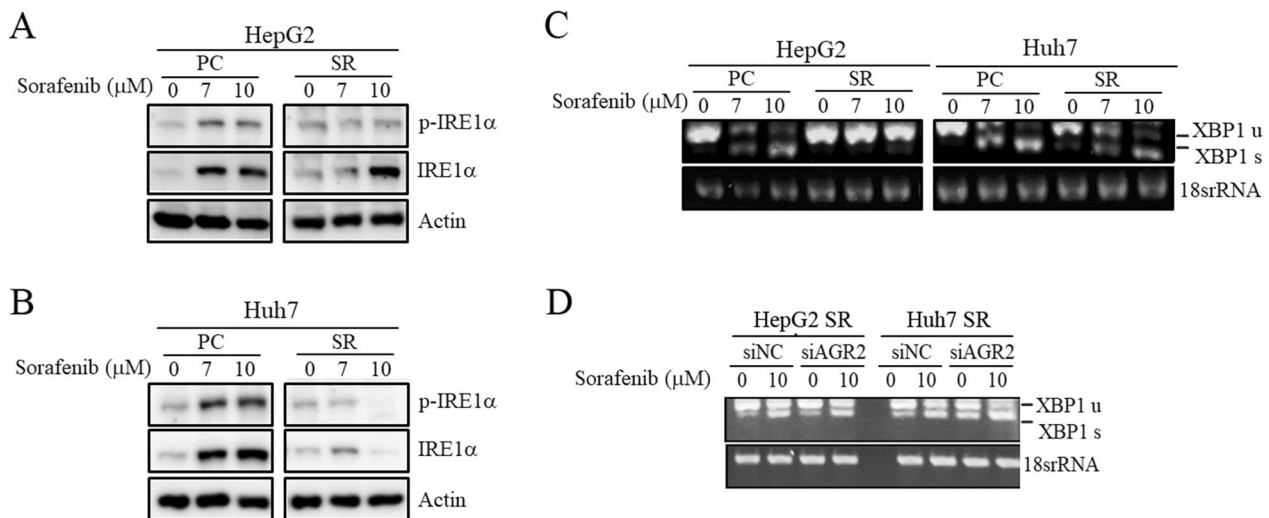 A
HepG2
PC SR
Sorafenib (μM) 0 7 10 0 7 10
p-IRE1α
IRE1α
Actin
B
Huh7
PC SR
Sorafenib (μM) 0 7 10 0 7 10
p-IRE1α
IRE1α
Actin
C
HepG2 Huh7
PC SR PC SR
Sorafenib (μM) 0 7 10 0 7 10 0 7 10 0 7 10
XBP1 u
XBP1 s
18srRNA
D
HepG2 SR Huh7 SR
siNC siAGR2 siNC siAGR2
Sorafenib (μM) 0 10 0 10 0 10 0 10
XBP1 u
XBP1 s
18srRNA